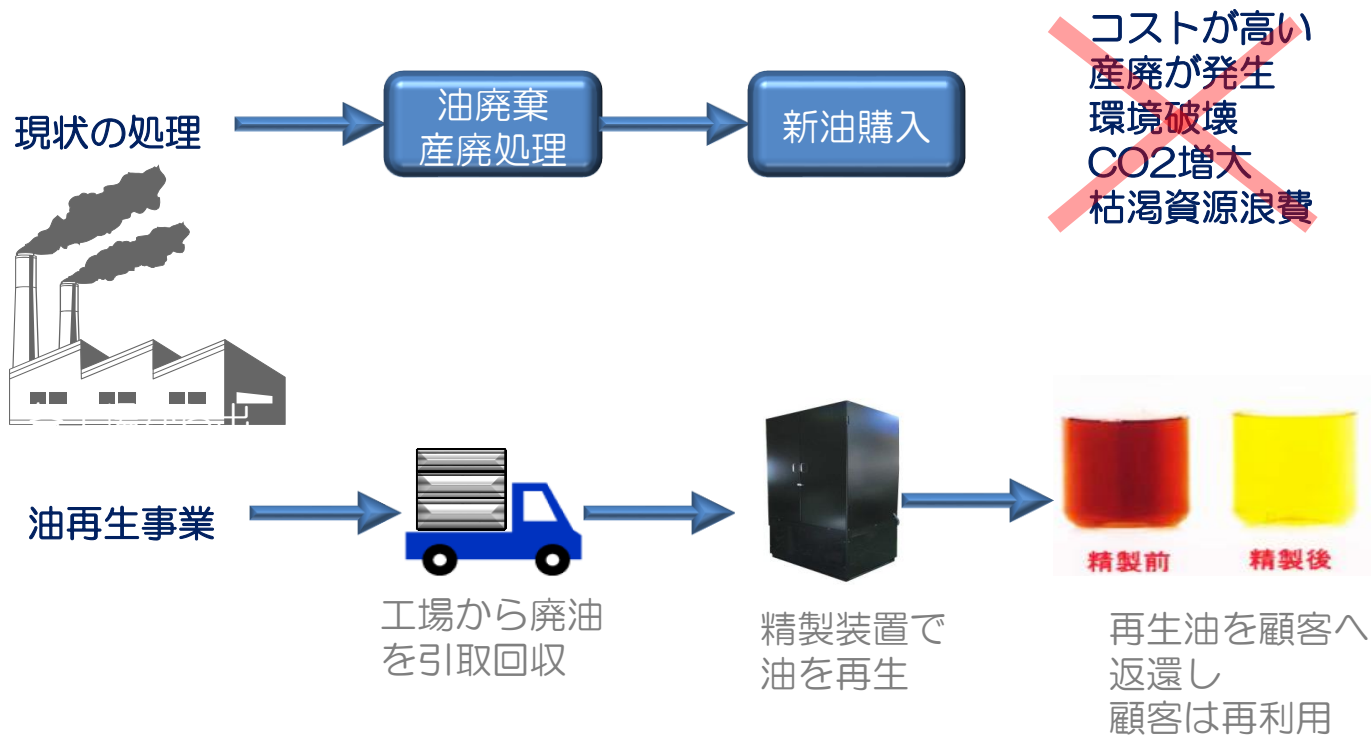 現状の処理
油廃棄
産廃処理
新油購入
コストが高い
産廃が発生
環境破壊
CO2増大
枯渇資源浪費
油再生事業
工場から廃油
を引取回収
精製装置で
油を再生
精製前
精製後
再生油を顧客へ
返還し
顧客は再利用